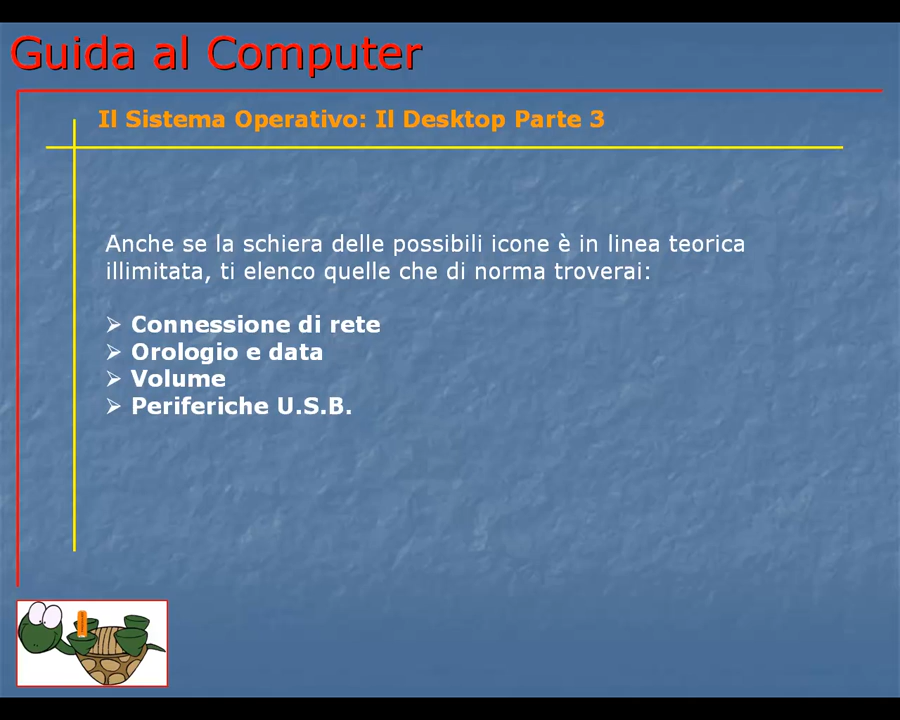 Guida al Computer
Il Sistema Operativo: Il Desktop Parte 3
Anche se la schiera delle possibili icone è in linea teorica
illimitata, ti elenco quelle che di norma troverai:
➢ Connessione di rete
➢ Orologio e data
➢ Volume
➢ Periferiche U.S.B.